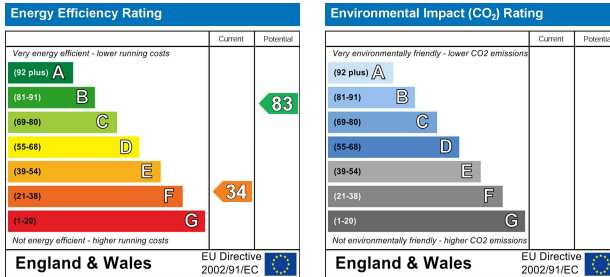 Energy Efficiency Rating
Current Potential
Very energy efficient - lower running costs
(92 plus) A
(81-91) B
83
(69-80) C
(55-68) D
(39-54) E
(21-38) F
34
(1-20) G
Not energy efficient - higher running costs
England & Wales
EU Directive
2002/91/EC
Environmental Impact (CO2) Rating
Current Potential
Very environmentally friendly - lower CO2 emissions
(92 plus) A
(81-91) B
(69-80) C
(55-68) D
(39-54) E
(21-38) F
(1-20) G
Not environmentally friendly - higher CO2 emissions
England & Wales
EU Directive
2002/91/EC